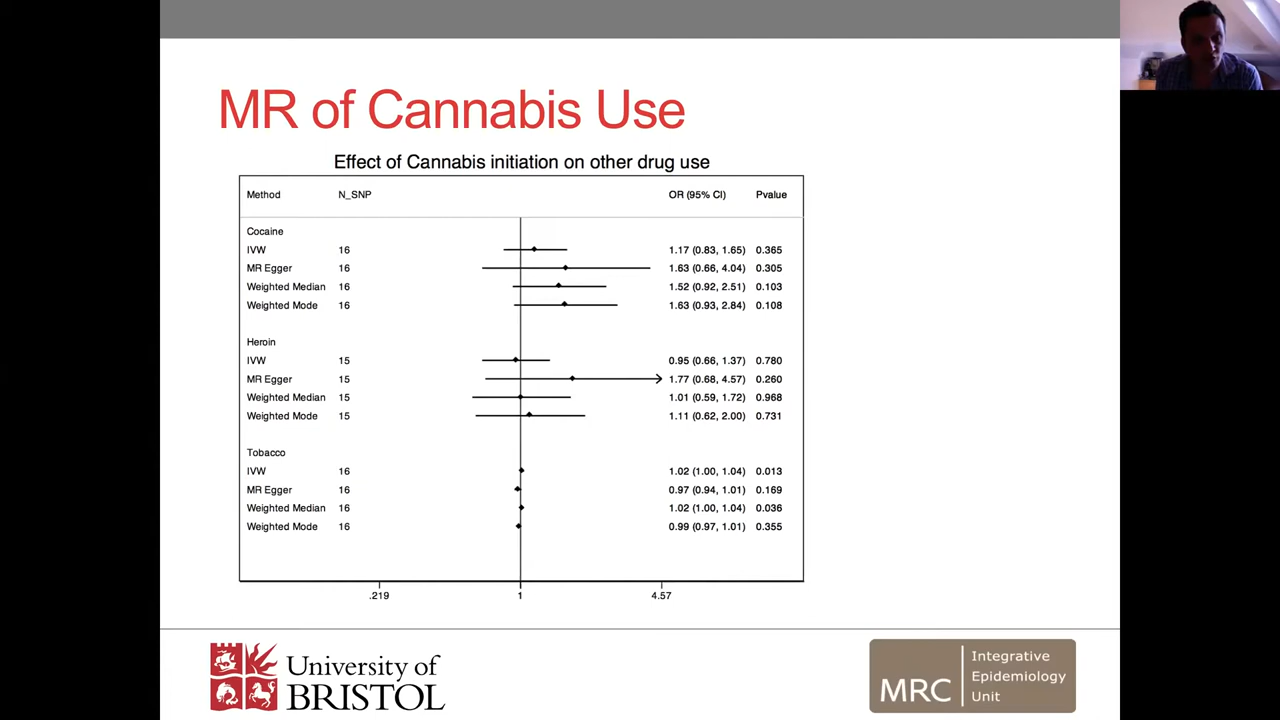 MR of Cannabis Use
Effect of Cannabis initiation on other drug use
Method N_SNP OR (95% CI) Pvalue
Cocaine
IVW 16 1.17 (0.83, 1.65) 0.365
MR Egger 16 1.63 (0.66, 4.04) 0.305
Weighted Median 16 1.52 (0.92, 2.51) 0.103
Weighted Mode 16 1.63 (0.93, 2.84) 0.108
Heroin
IVW 15 0.95 (0.66, 1.37) 0.780
MR Egger 15 1.77 (0.68, 4.57) 0.260
Weighted Median 15 1.01 (0.59, 1.72) 0.968
Weighted Mode 15 1.11 (0.62, 2.00) 0.731
Tobacco
IVW 16 1.02 (1.00, 1.04) 0.013
MR Egger 16 0.97 (0.94, 1.01) 0.169
Weighted Median 16 1.02 (1.00, 1.04) 0.036
Weighted Mode 16 0.99 (0.97, 1.01) 0.355
.219 1 4.57
University of
BRISTOL
MRC
Integrative
Epidemiology
Unit